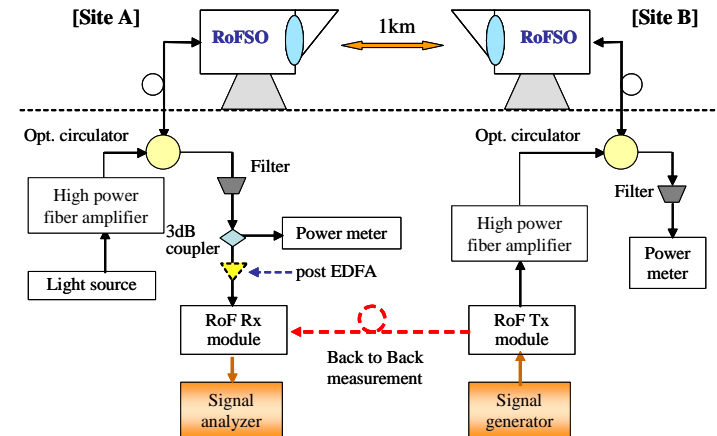 [Site A]
[Site B]
RoFSO
1km
RoFSO
Opt. circulator
Opt. circulator
Filter
High power
fiber amplifier
Filter
High power
fiber amplifier
3dB
coupler
Power meter
Power
meter
Light source
post EDFA
RoF Rx
module
RoF Tx
module
Back to Back
measurement
Signal
analyzer
Signal
generator